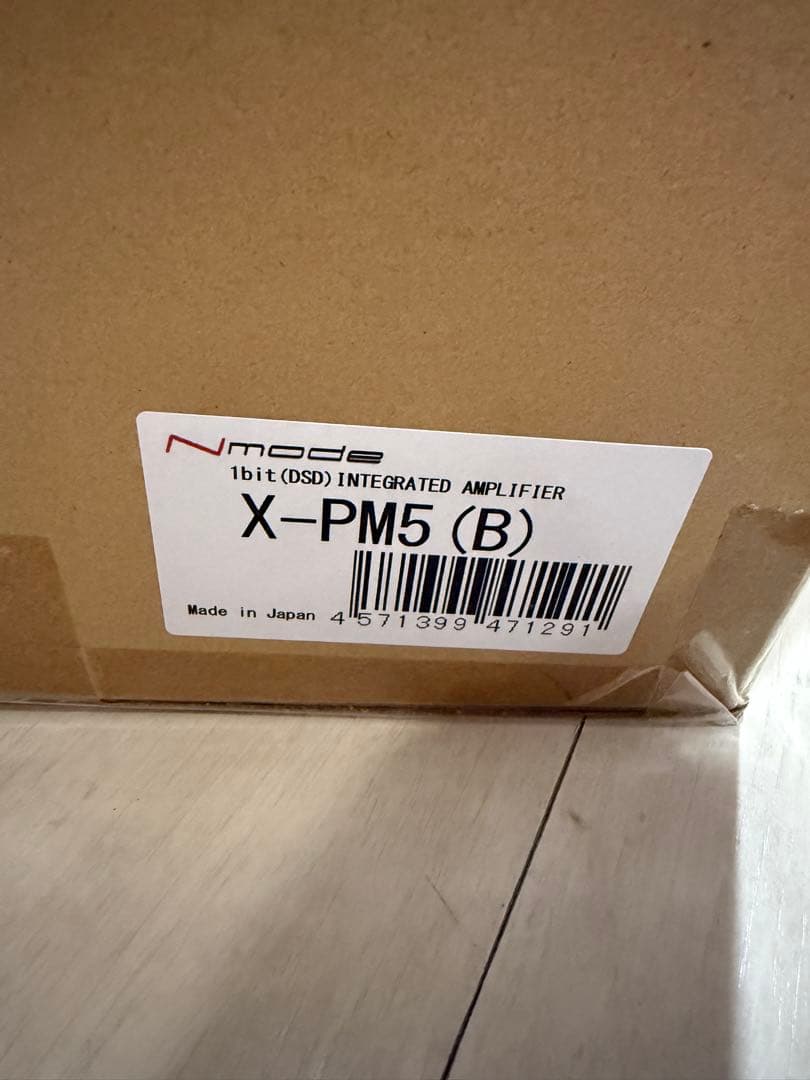 Nmode
1bit(DSD)INTEGRATED AMPLIFIER
X-PM5(B)
Made in Japan
4 571399 471291